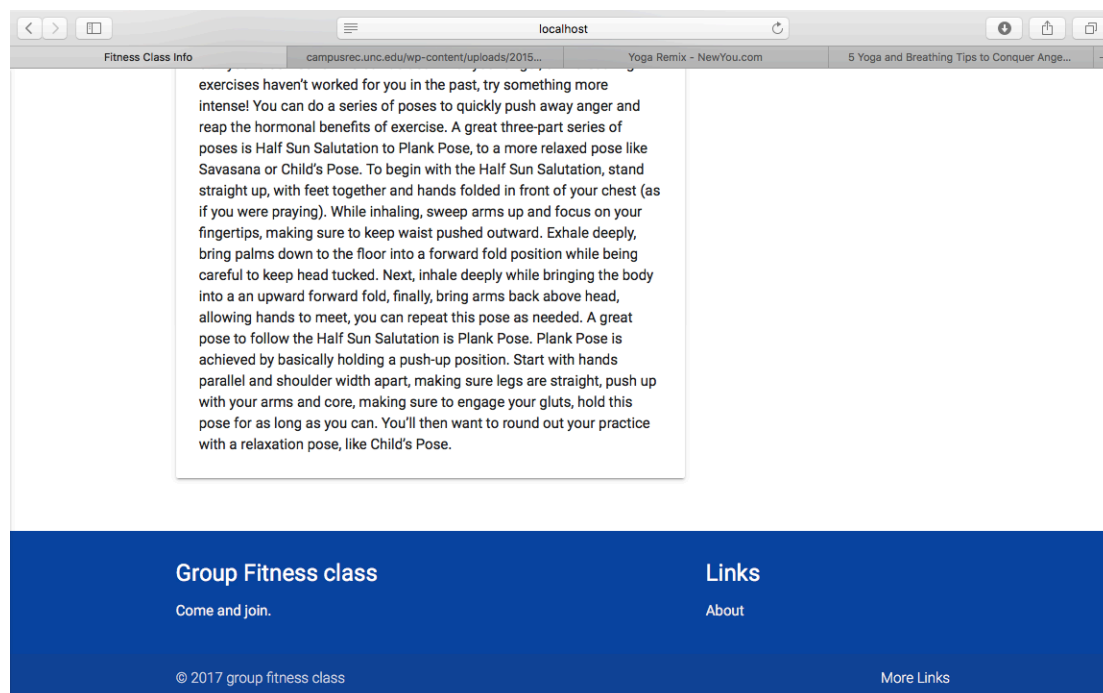 localhost
Fitness Class Info
campusrec.unc.edu/wp-content/uploads/2015...
Yoga Remix - NewYou.com
5 Yoga and Breathing Tips to Conquer Ange...
exercises haven't worked for you in the past, try something more
intense! You can do a series of poses to quickly push away anger and
reap the hormonal benefits of exercise. A great three-part series of
poses is Half Sun Salutation to Plank Pose, to a more relaxed pose like
Savasana or Child's Pose. To begin with the Half Sun Salutation, stand
straight up, with feet together and hands folded in front of your chest (as
if you were praying). While inhaling, sweep arms up and focus on your
fingertips, making sure to keep waist pushed outward. Exhale deeply,
bring palms down to the floor into a forward fold position while being
careful to keep head tucked. Next, inhale deeply while bringing the body
into a an upward forward fold, finally, bring arms back above head,
allowing hands to meet, you can repeat this pose as needed. A great
pose to follow the Half Sun Salutation is Plank Pose. Plank Pose is
achieved by basically holding a push-up position. Start with hands
parallel and shoulder width apart, making sure legs are straight, push up
with your arms and core, making sure to engage your gluts, hold this
pose for as long as you can. You'll then want to round out your practice
with a relaxation pose, like Child's Pose.
Group Fitness class
Come and join.
Links
About
© 2017 group fitness class
More Links